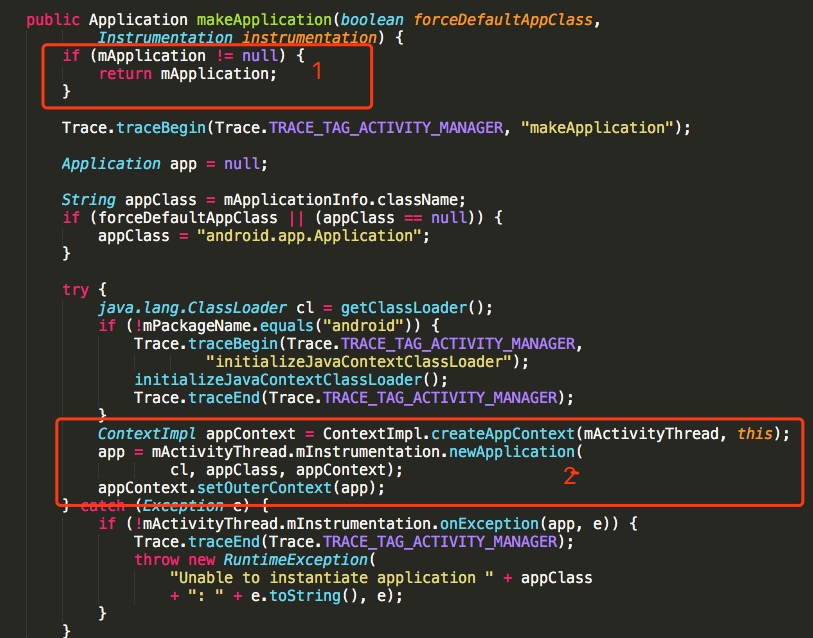 public Application makeApplication(boolean forceDefaultAppClass,
        Instrumentation instrumentation) {
    if (mApplication != null) {
        return mApplication;
    }
1
    Trace.traceBegin(Trace.TRACE_TAG_ACTIVITY_MANAGER, "makeApplication");
    Application app = null;
    String appClass = mApplicationInfo.className;
    if (forceDefaultAppClass || (appClass == null)) {
        appClass = "android.app.Application";
    }
    try {
        java.lang.ClassLoader cl = getClassLoader();
        if (!mPackageName.equals("android")) {
            Trace.traceBegin(Trace.TRACE_TAG_ACTIVITY_MANAGER,
                    "initializeJavaContextClassLoader");
            initializeJavaContextClassLoader();
            Trace.traceEnd(Trace.TRACE_TAG_ACTIVITY_MANAGER);
        }
        ContextImpl appContext = ContextImpl.createAppContext(mActivityThread, this);
        app = mActivityThread.mInstrumentation.newApplication(
                cl, appClass, appContext);
2
        appContext.setOuterContext(app);
    } catch (Exception e) {
        if (!mActivityThread.mInstrumentation.onException(app, e)) {
            Trace.traceEnd(Trace.TRACE_TAG_ACTIVITY_MANAGER);
            throw new RuntimeException(
                "Unable to instantiate application " + appClass
                + ": " + e.toString(), e);
        }
    }